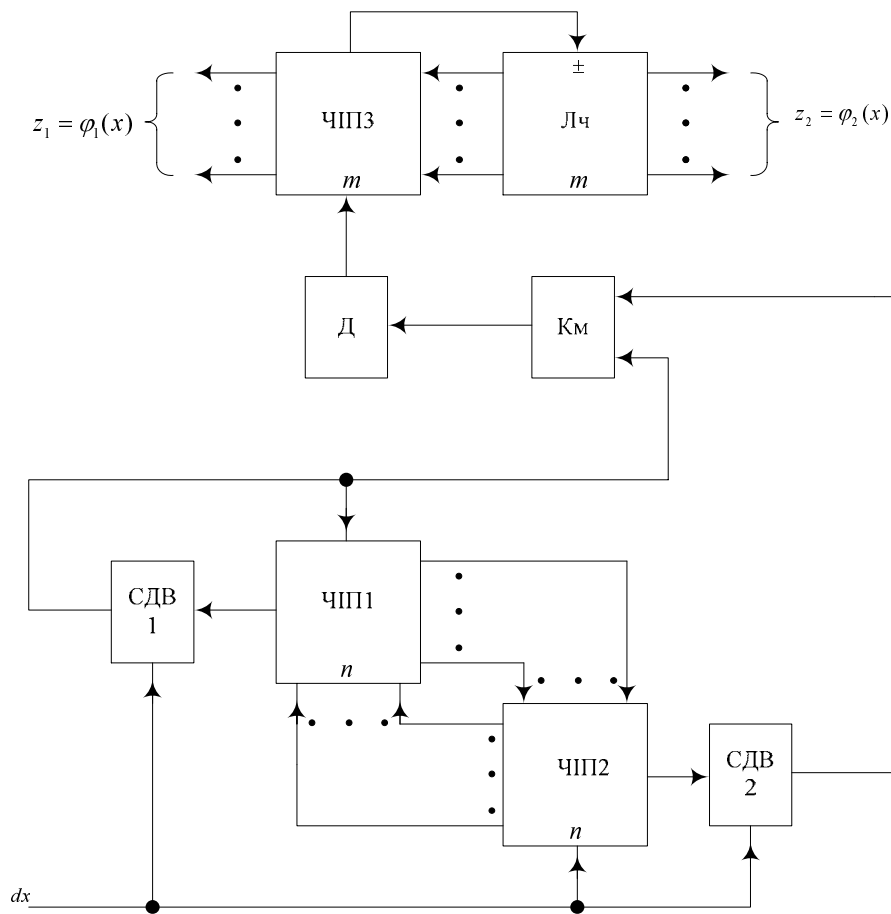 ±
z₁ = φ₁(x)
ЧІП3
Лч
z₂ = φ₂(x)
m
m
Д
Км
СДВ
1
ЧІП1
n
ЧІП2
СДВ
2
n
dx